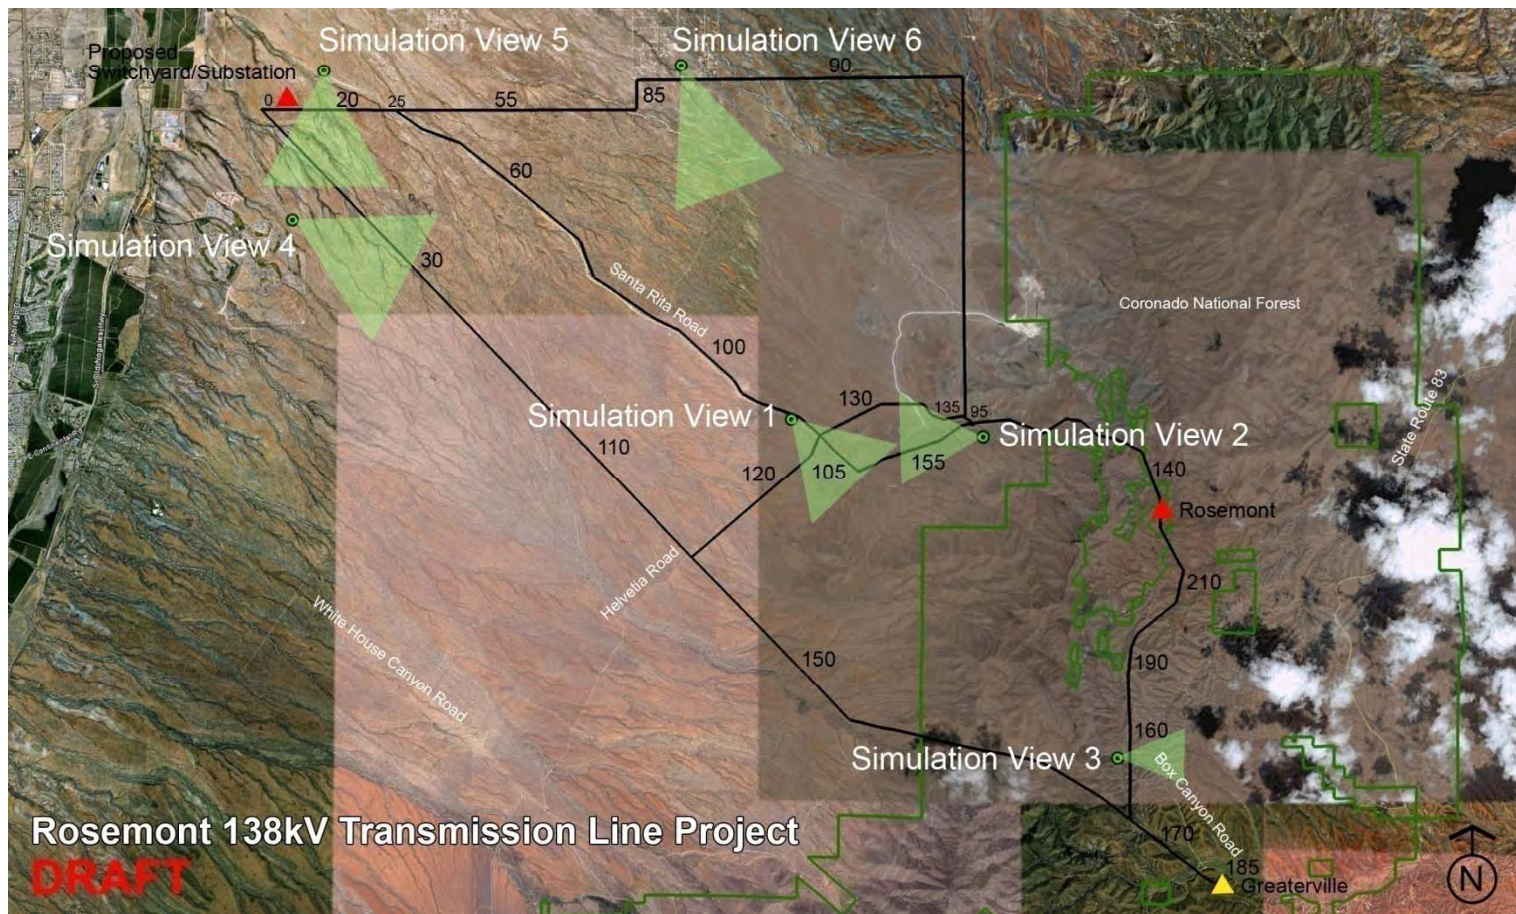 Simulation View 5
Simulation View 6
Proposed
Switchyard/Substation
0
20
25
55
85
90
60
Simulation View 4
30
Santa Rita Road
Coronado National Forest
100
130
135
95
Simulation View 1
Simulation View 2
State Route 83
110
120
105
155
140
Rosemont
Helvetia Road
210
White House Canyon Road
150
190
160
Simulation View 3
Box Canyon Road
170
185
Greaterville
Rosemont 138kV Transmission Line Project
DRAFT
N